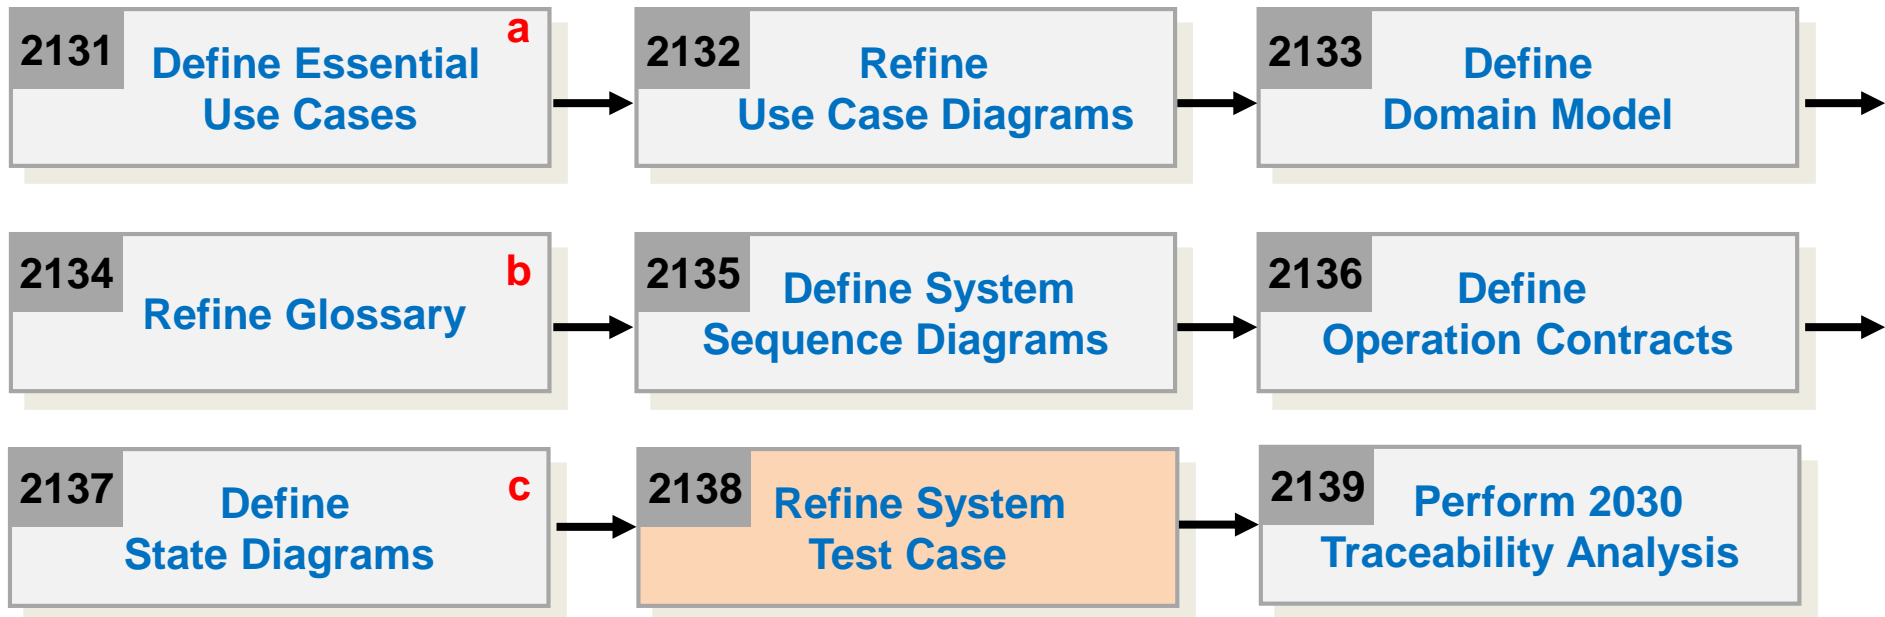 2131
a
Define Essential
Use Cases
2132
Refine
Use Case Diagrams
2133
Define
Domain Model
2134
b
Refine Glossary
2135
Define System
Sequence Diagrams
2136
Define
Operation Contracts
2137
c
Define
State Diagrams
2138
Refine System
Test Case
2139
Perform 2030
Traceability Analysis